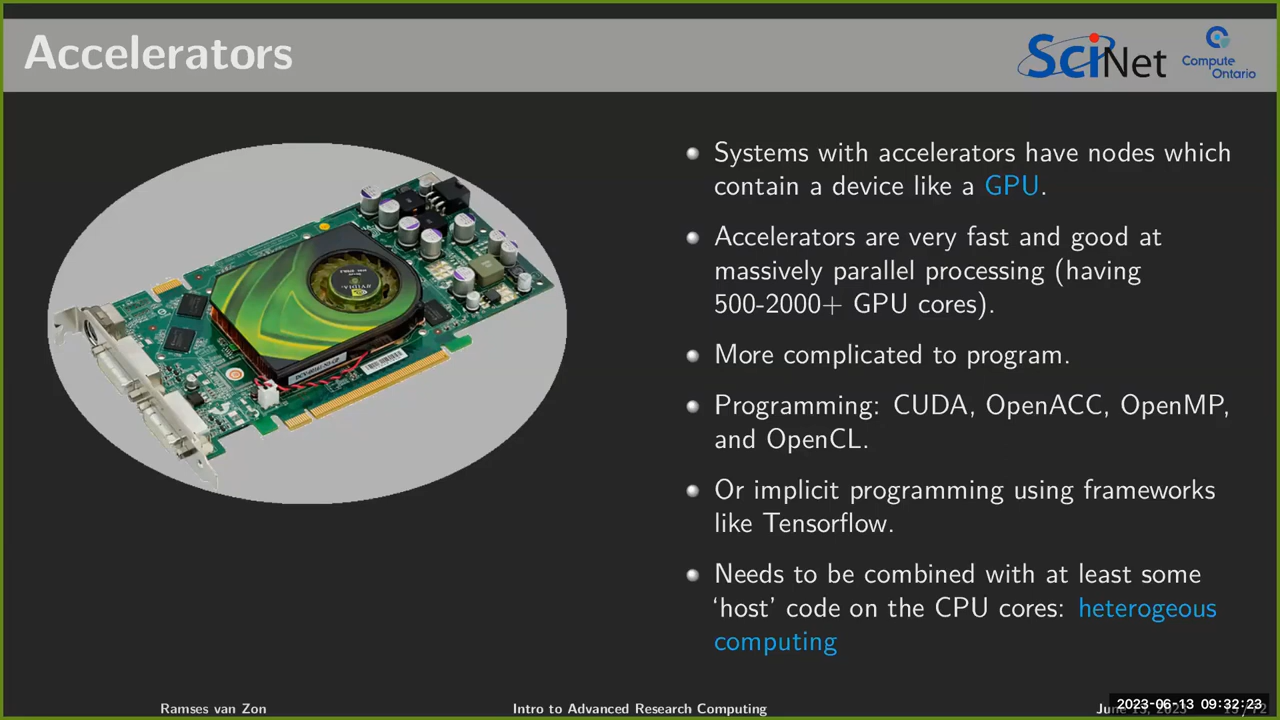 Accelerators
SciNet
Compute
Ontario
Systems with accelerators have nodes which
contain a device like a GPU.
Accelerators are very fast and good at
massively parallel processing (having
500-2000+ GPU cores).
More complicated to program.
Programming: CUDA, OpenACC, OpenMP,
and OpenCL.
Or implicit programming using frameworks
like Tensorflow.
Needs to be combined with at least some
‘host’ code on the CPU cores: heterogeous
computing
NVIDIA
Ramses van Zon
Intro to Advanced Research Computing
2023-06-13 09:32:23